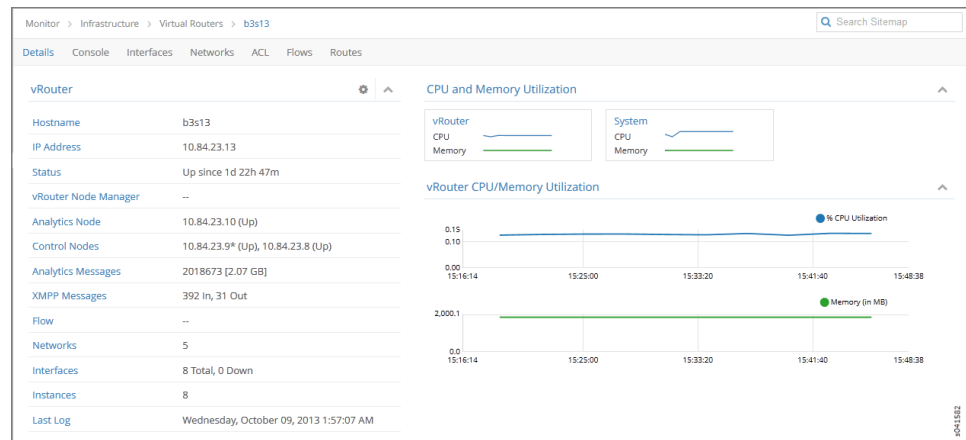 Monitor > Infrastructure > Virtual Routers > b3s13
Search Sitemap
Details Console Interfaces Networks ACL Flows Routes
vRouter
Hostname b3s13
IP Address 10.84.23.13
Status Up since 1d 22h 47m
vRouter Node Manager --
Analytics Node 10.84.23.10 (Up)
Control Nodes 10.84.23.9* (Up), 10.84.23.8 (Up)
Analytics Messages 2018673 [2.07 GB]
XMPP Messages 392 In, 31 Out
Flow --
Networks 5
Interfaces 8 Total, 0 Down
Instances 8
Last Log Wednesday, October 09, 2013 1:57:07 AM
CPU and Memory Utilization
vRouter
CPU
Memory
System
CPU
Memory
vRouter CPU/Memory Utilization
% CPU Utilization
0.15
0.10
0.00
15:16:14 15:25:00 15:33:20 15:41:40 15:48:38
Memory (in MB)
2,000.1
0.0
15:16:14 15:25:00 15:33:20 15:41:40 15:48:38
s041582